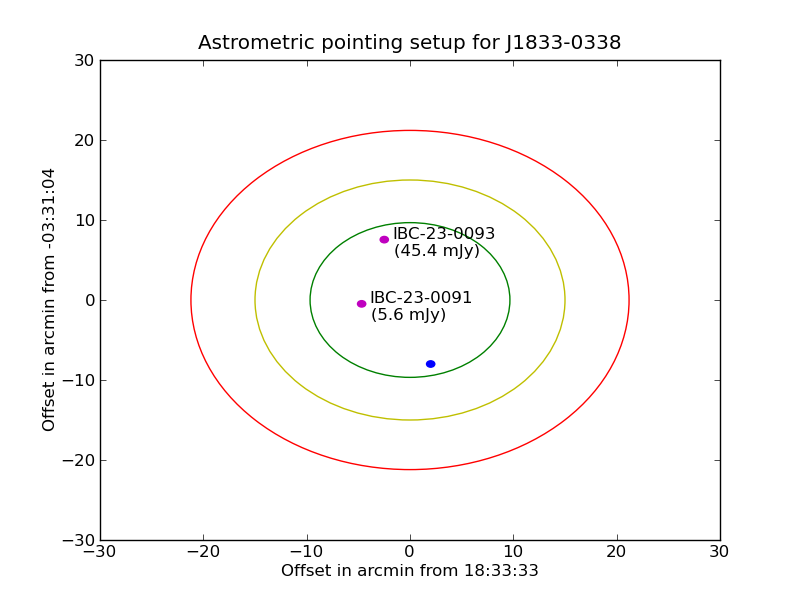 Astrometric pointing setup for J1833-0338
30
20
10
0
−10
−20
−30
Offset in arcmin from -03:31:04
IBC-23-0093
(45.4 mJy)
IBC-23-0091
(5.6 mJy)
−30 −20 −10 0 10 20 30
Offset in arcmin from 18:33:33